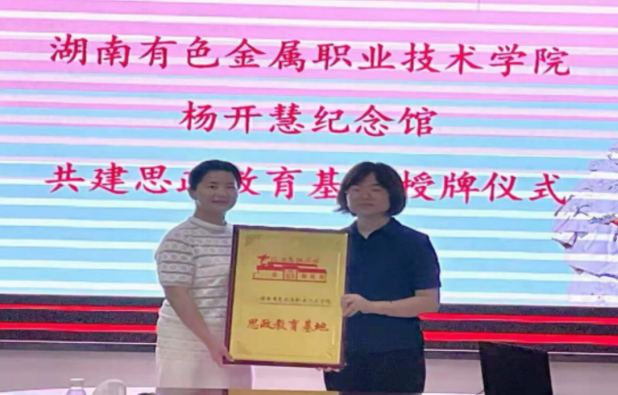 湖南有色金属职业技术学院
杨开慧纪念馆
共建思政教育基 授牌仪式
思政教育基地